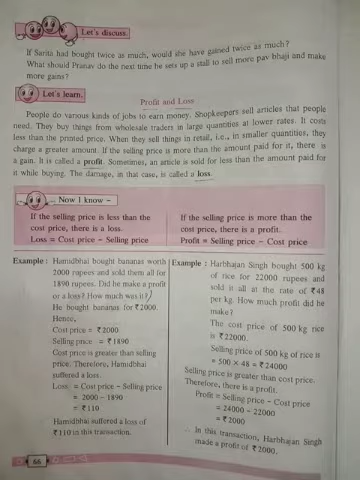 Let's discuss.
If Sarita had bought twice as much, would she have gained twice as much?
What should Pranav do the next time he sets up a stall to sell more pav bhaji and make
more gains?
Let's learn.
Profit and Loss
People do various kinds of jobs to earn money. Shopkeepers sell articles that people
need. They buy things from wholesale traders in large quantities at lower rates. It costs
less than the printed price. When they sell things in retail, i.e., in smaller quantities, they
charge a greater amount. If the selling price is more than the amount paid for it, there is
a gain. It is called a profit. Sometimes, an article is sold for less than the amount paid for
it while buying. The damage, in that case, is called a loss.
Now I know -
If the selling price is less than the
cost price, there is a loss.
Loss = Cost price - Selling price
If the selling price is more than the
cost price, there is a profit.
Profit = Selling price - Cost price
Example : Hamidbhai bought bananas worth
2000 rupees and sold them all for
1890 rupees. Did he make a profit
or a loss? How much was it?
He bought bananas for ₹2000.
Hence,
Cost price = ₹2000
Selling price = ₹1890
Cost price is greater than selling
price. Therefore, Hamidbhai
suffered a loss.
Loss = Cost price - Selling price
= 2000 - 1890
= ₹110
Hamidbhai suffered a loss of
₹110 in this transaction.
Example : Harbhajan Singh bought 500 kg
of rice for 22000 rupees and
sold it all at the rate of ₹48
per kg. How much profit did he
make?
The cost price of 500 kg rice
is ₹22000.
Selling price of 500 kg of rice is
= 500 × 48 = ₹24000
Selling price is greater than cost price.
Therefore, there is a profit.
Profit = Selling price - Cost price
= 24000 - 22000
= ₹2000
∴ In this transaction, Harbhajan Singh
made a profit of ₹2000.
66